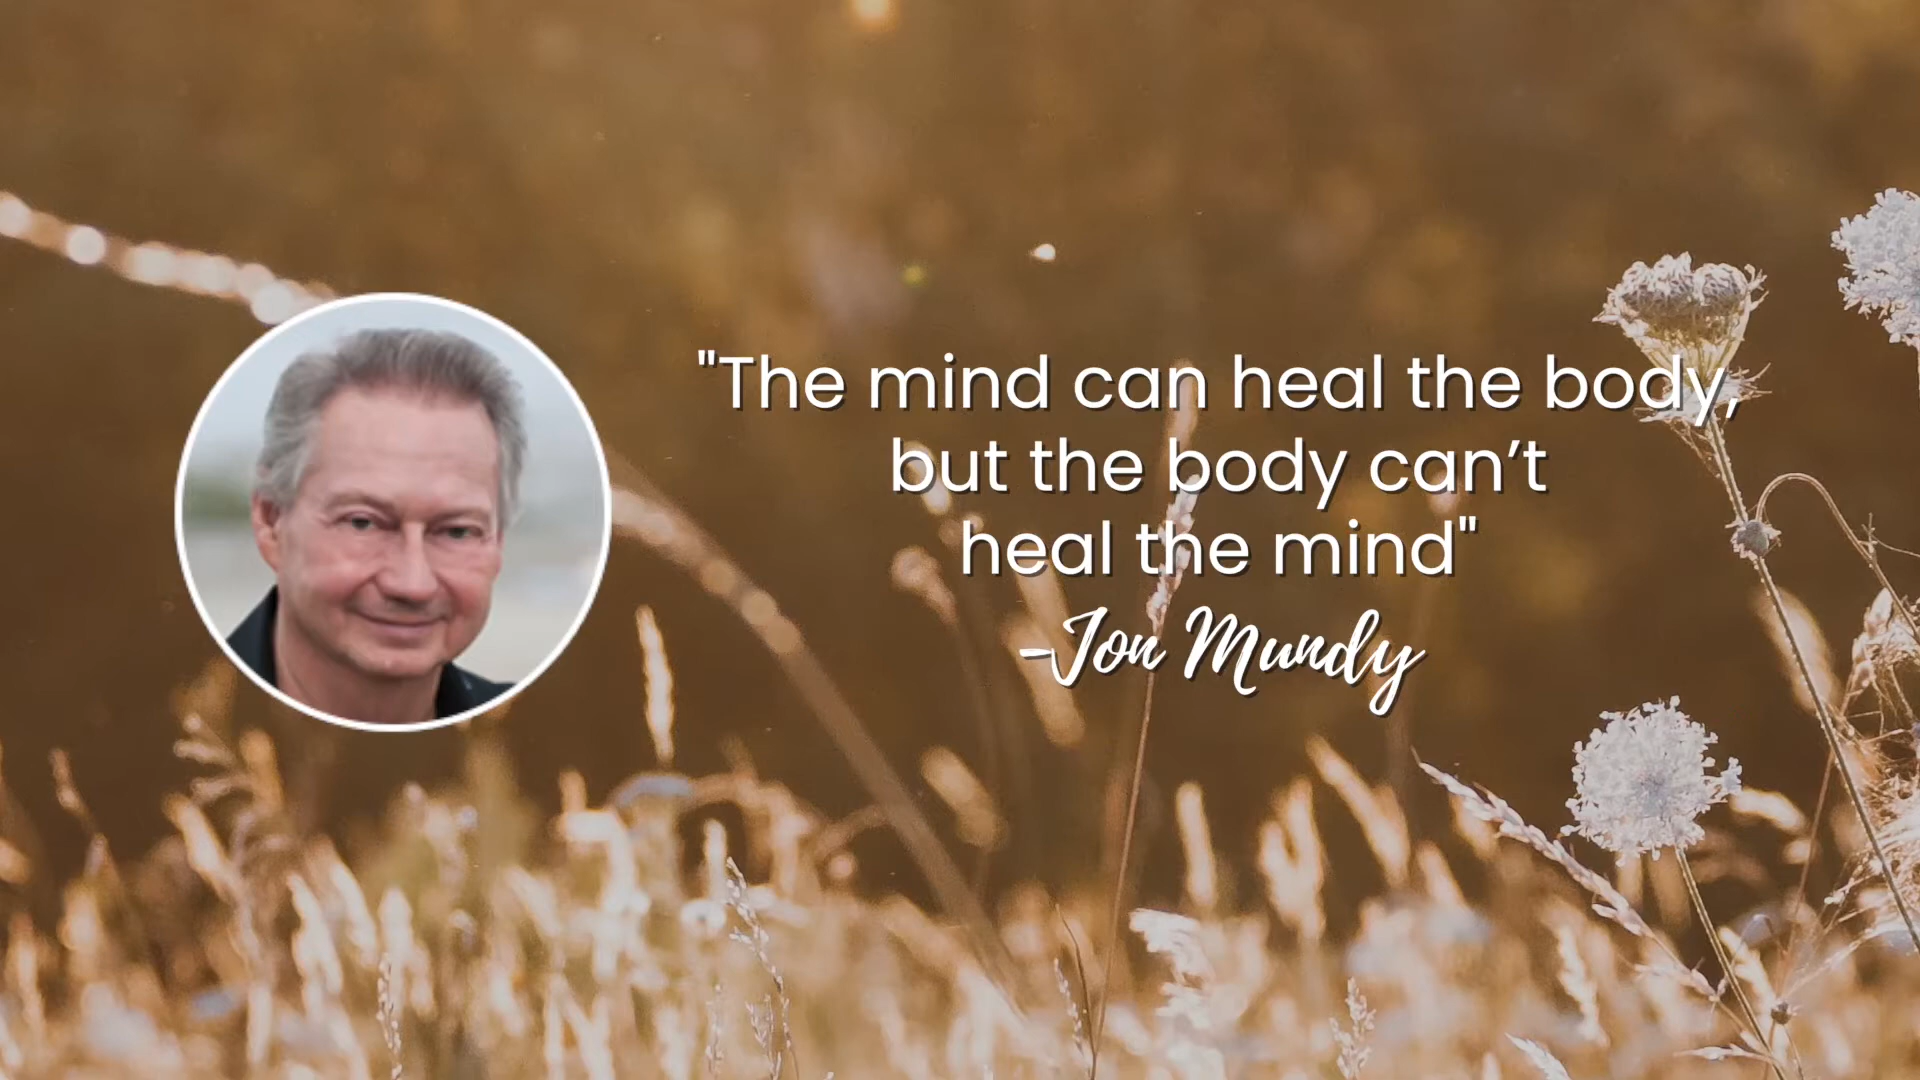 "The mind can heal the body,
but the body can’t
heal the mind"
-Jon Mundy